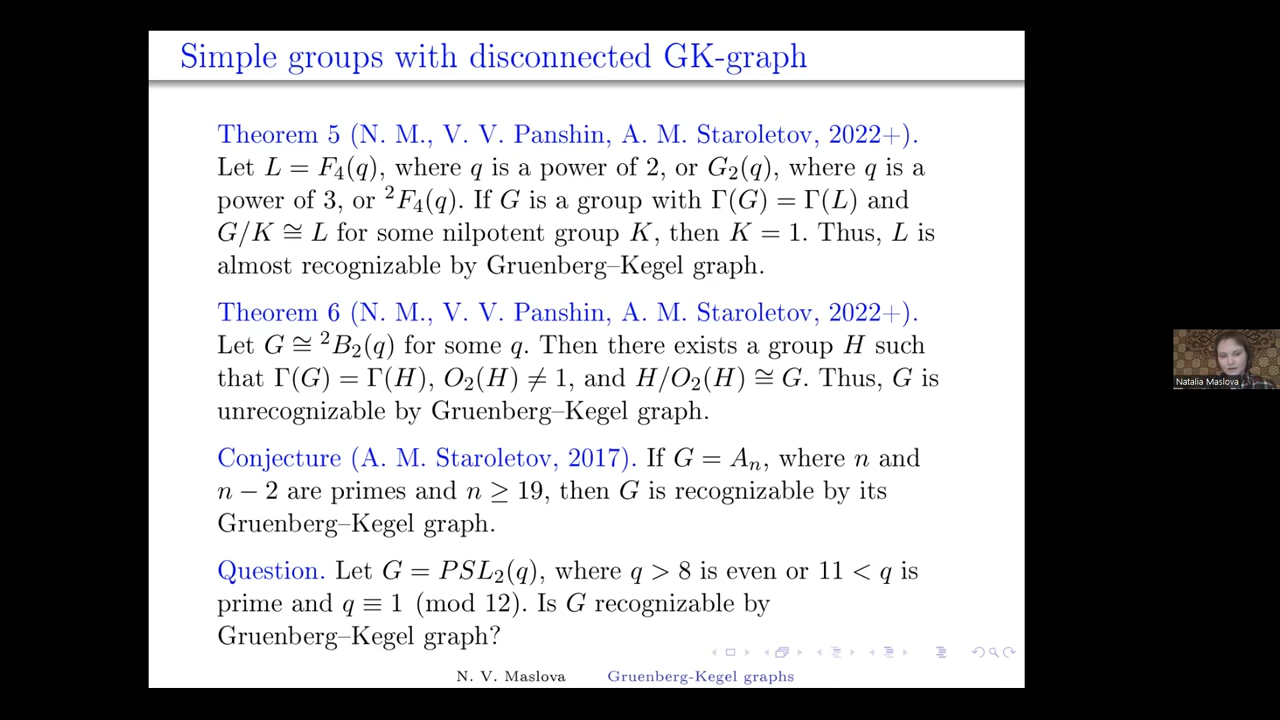 Simple groups with disconnected GK-graph
Theorem 5 (N. M., V. V. Panshin, A. M. Staroletov, 2022+).
Let L = F₄(q), where q is a power of 2, or G₂(q), where q is a
power of 3, or ²F₄(q). If G is a group with Γ(G) = Γ(L) and
G/K ≅ L for some nilpotent group K, then K = 1. Thus, L is
almost recognizable by Gruenberg–Kegel graph.
Theorem 6 (N. M., V. V. Panshin, A. M. Staroletov, 2022+).
Let G ≅ ²B₂(q) for some q. Then there exists a group H such
that Γ(G) = Γ(H), O₂(H) ≠ 1, and H/O₂(H) ≅ G. Thus, G is
unrecognizable by Gruenberg–Kegel graph.
Conjecture (A. M. Staroletov, 2017). If G = Aₙ, where n and
n − 2 are primes and n ≥ 19, then G is recognizable by its
Gruenberg–Kegel graph.
Question. Let G = PSL₂(q), where q > 8 is even or 11 < q is
prime and q ≡ 1 (mod 12). Is G recognizable by
Gruenberg–Kegel graph?
N. V. Maslova Gruenberg-Kegel graphs
Natalia Maslova